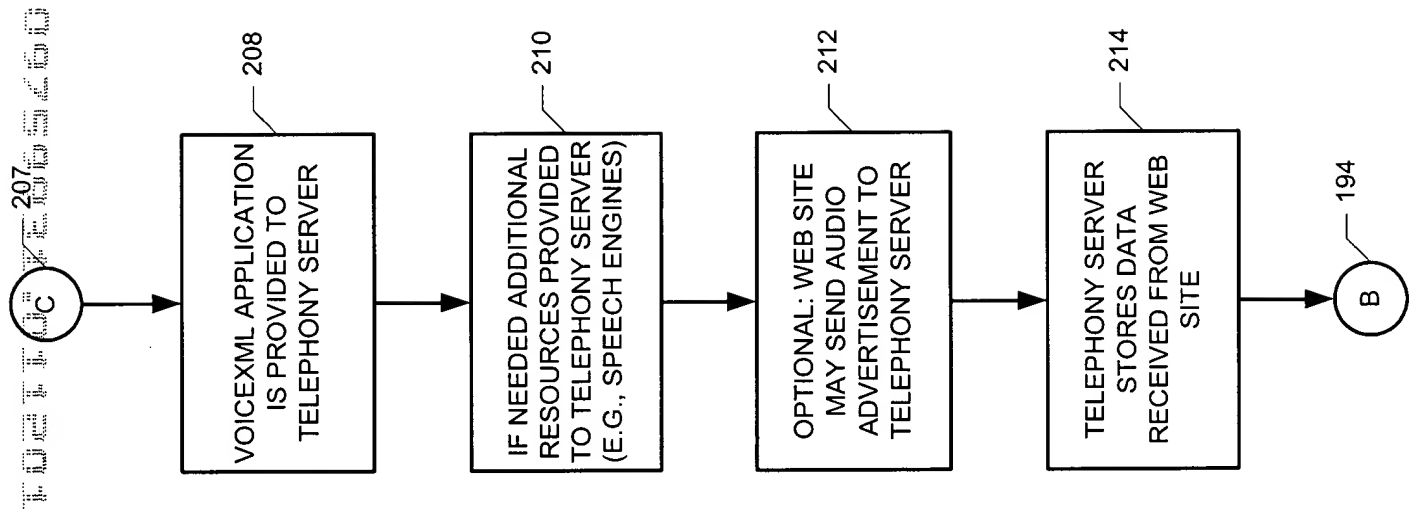 207
C
208
VOICEXML APPLICATION
IS PROVIDED TO
TELEPHONY SERVER
210
IF NEEDED ADDITIONAL
RESOURCES PROVIDED
TO TELEPHONY SERVER
(E.G., SPEECH ENGINES)
212
OPTIONAL: WEB SITE
MAY SEND AUDIO
ADVERTISEMENT TO
TELEPHONY SERVER
214
TELEPHONY SERVER
STORES DATA
RECEIVED FROM WEB
SITE
194
B